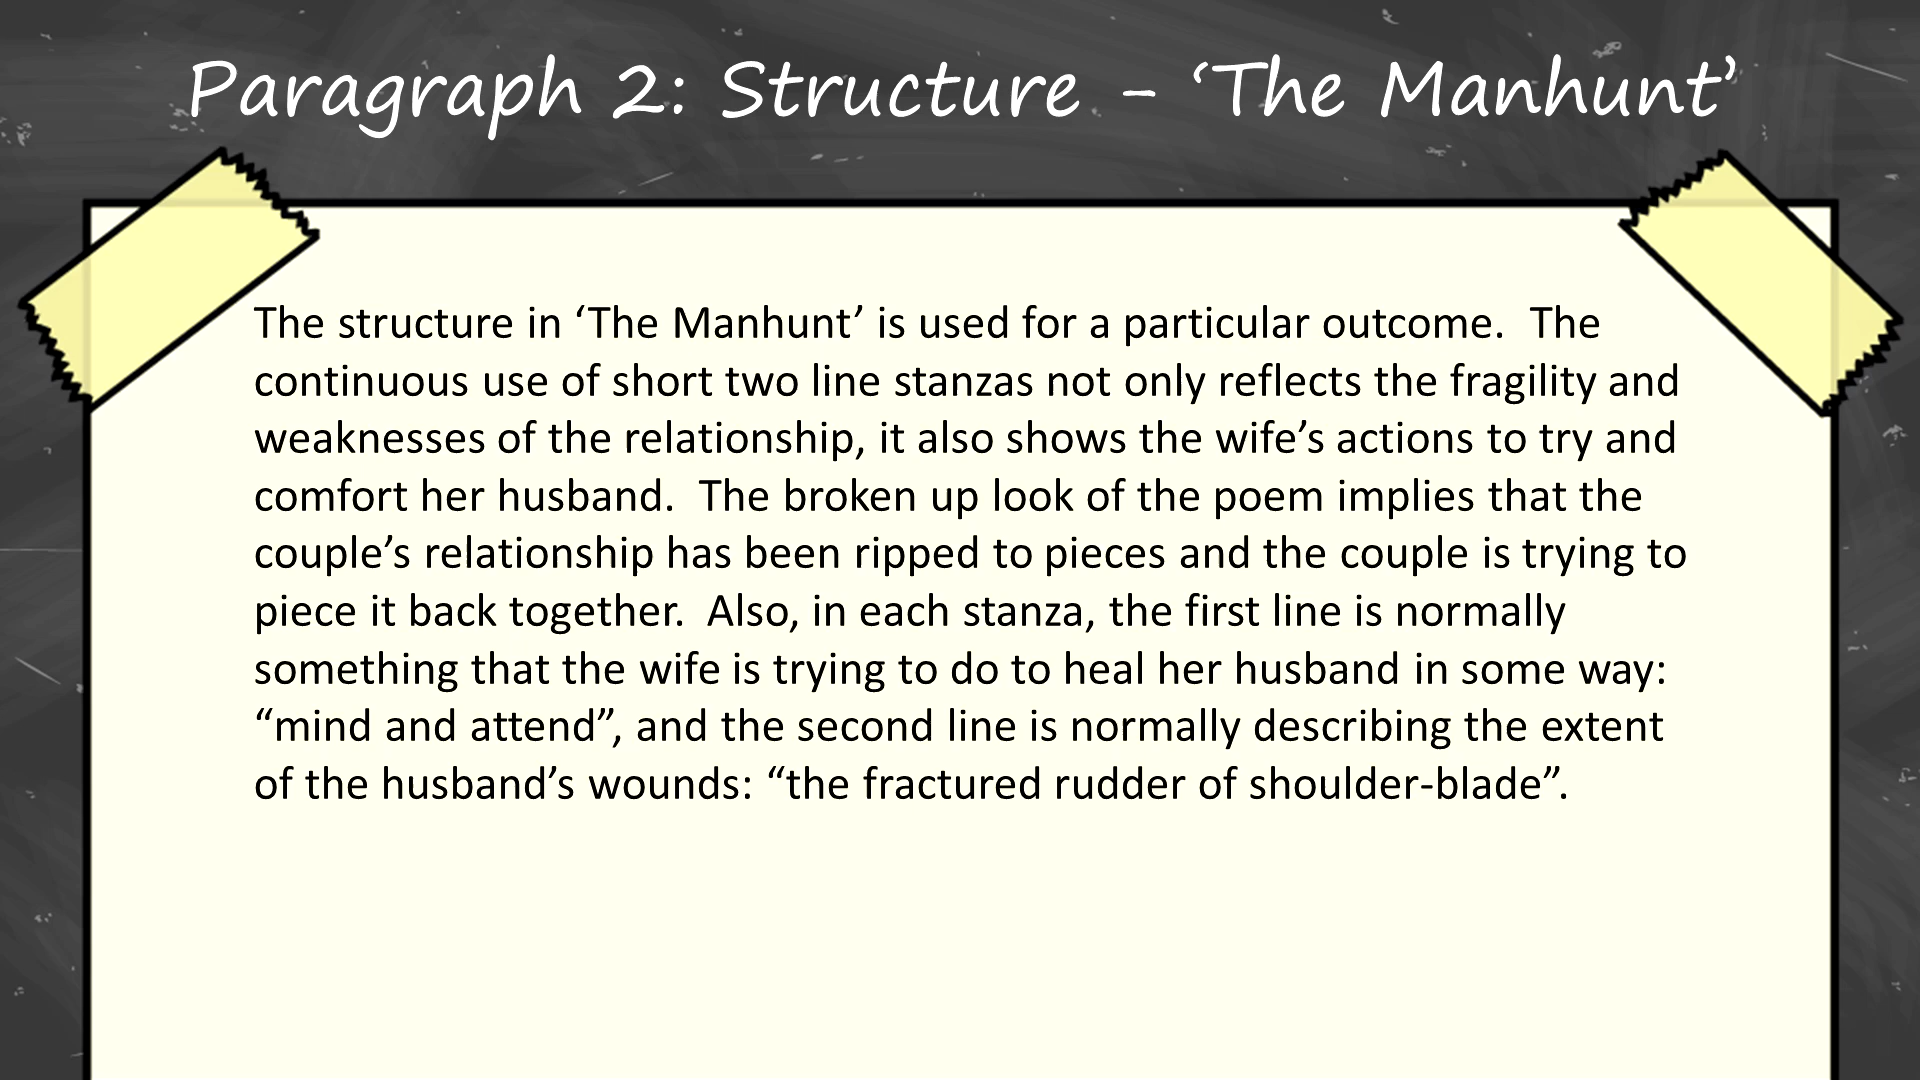 Paragraph 2: Structure - ‘The Manhunt’
The structure in ‘The Manhunt’ is used for a particular outcome.  The
continuous use of short two line stanzas not only reflects the fragility and
weaknesses of the relationship, it also shows the wife’s actions to try and
comfort her husband.  The broken up look of the poem implies that the
couple’s relationship has been ripped to pieces and the couple is trying to
piece it back together.  Also, in each stanza, the first line is normally
something that the wife is trying to do to heal her husband in some way:
“mind and attend”, and the second line is normally describing the extent
of the husband’s wounds: “the fractured rudder of shoulder-blade”.